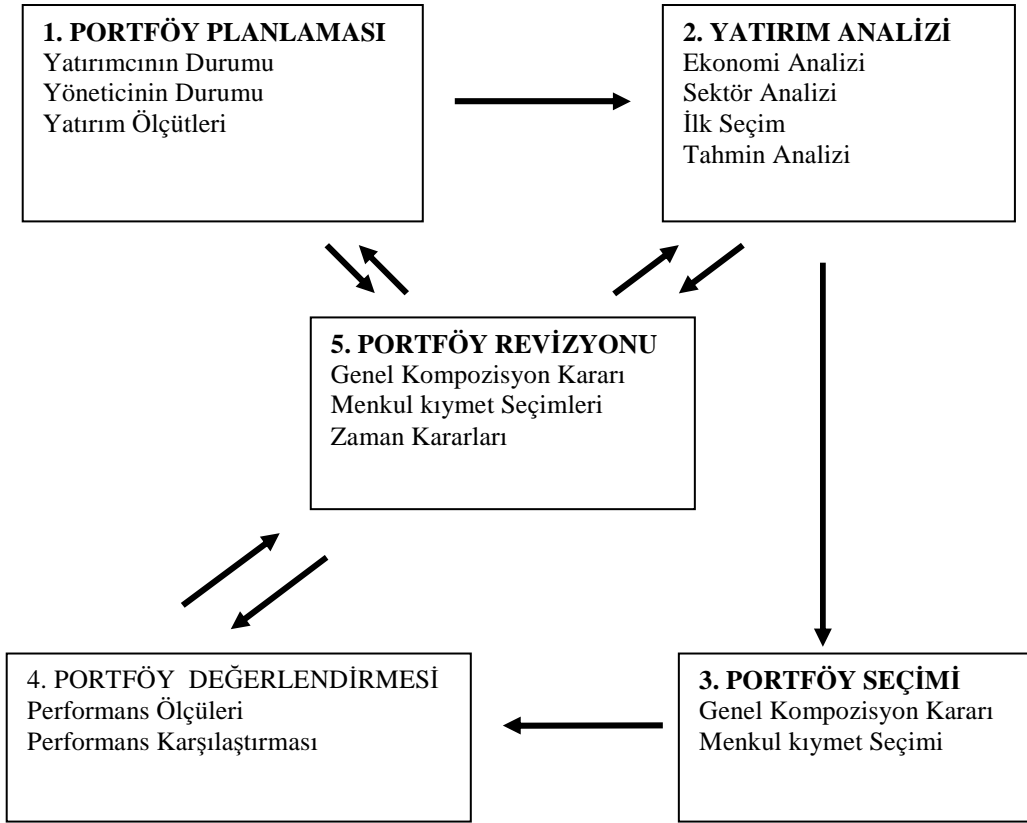 1. PORTFÖY PLANLAMASI
Yatırımcının Durumu
Yöneticinin Durumu
Yatırım Ölçütleri
2. YATIRIM ANALİZİ
Ekonomi Analizi
Sektör Analizi
İlk Seçim
Tahmin Analizi
5. PORTFÖY REVİZYONU
Genel Kompozisyon Kararı
Menkul kıymet Seçimleri
Zaman Kararları
4. PORTFÖY DEĞERLENDİRMESİ
Performans Ölçüleri
Performans Karşılaştırması
3. PORTFÖY SEÇİMİ
Genel Kompozisyon Kararı
Menkul kıymet Seçimi